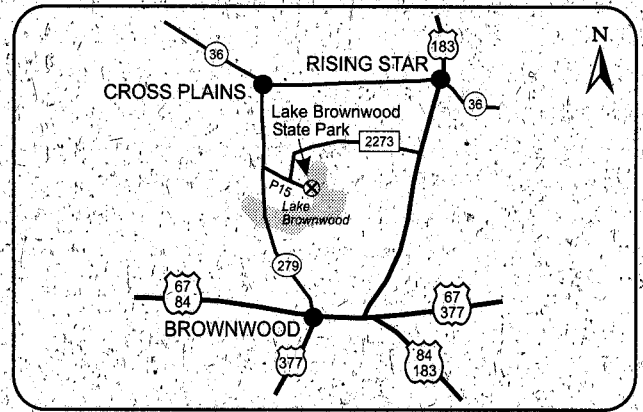 N
36
RISING STAR
183
CROSS PLAINS
36
Lake Brownwood
State Park
2273
P15
Lake
Brownwood
279
67
84
67
377
BROWNWOOD
377
84
183